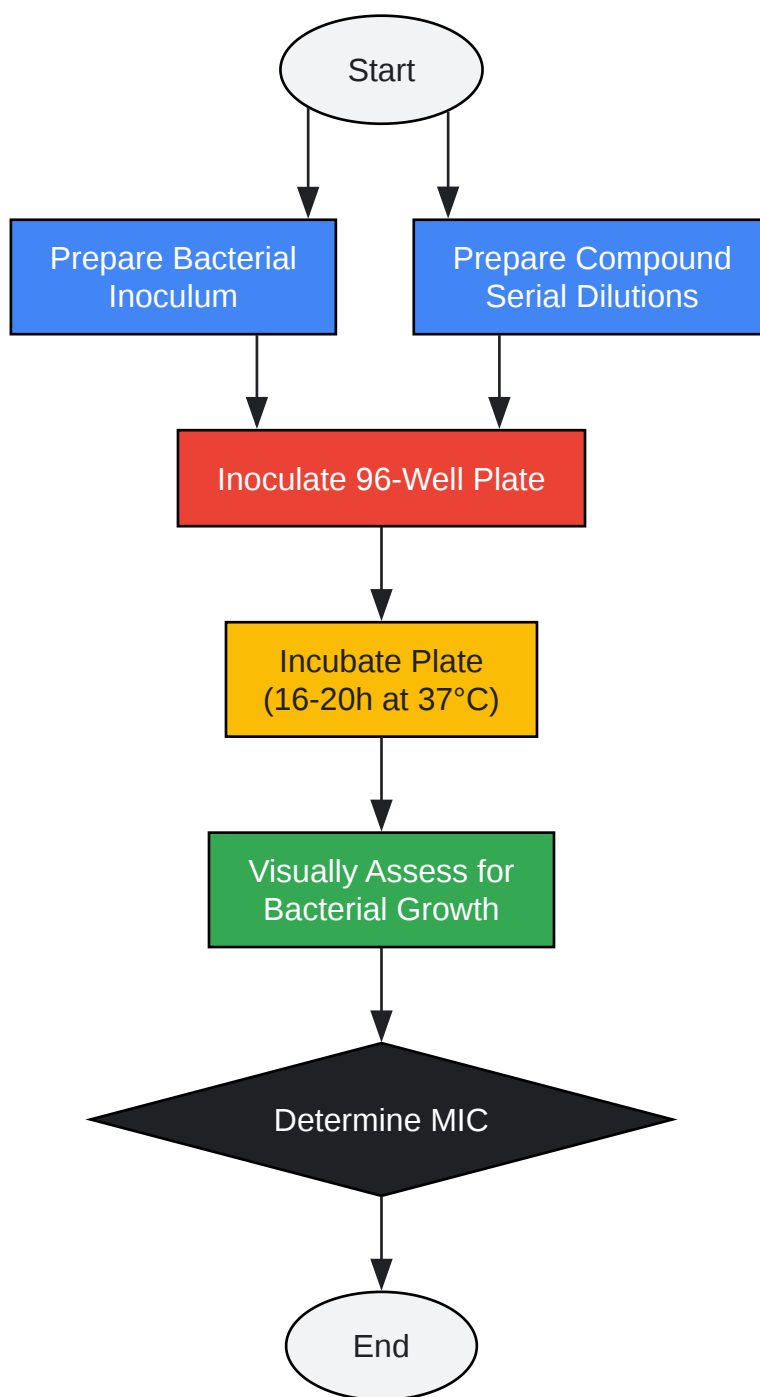 Start
Prepare Bacterial
Inoculum
Prepare Compound
Serial Dilutions
Inoculate 96-Well Plate
Incubate Plate
(16-20h at 37°C)
Visually Assess for
Bacterial Growth
Determine MIC
End